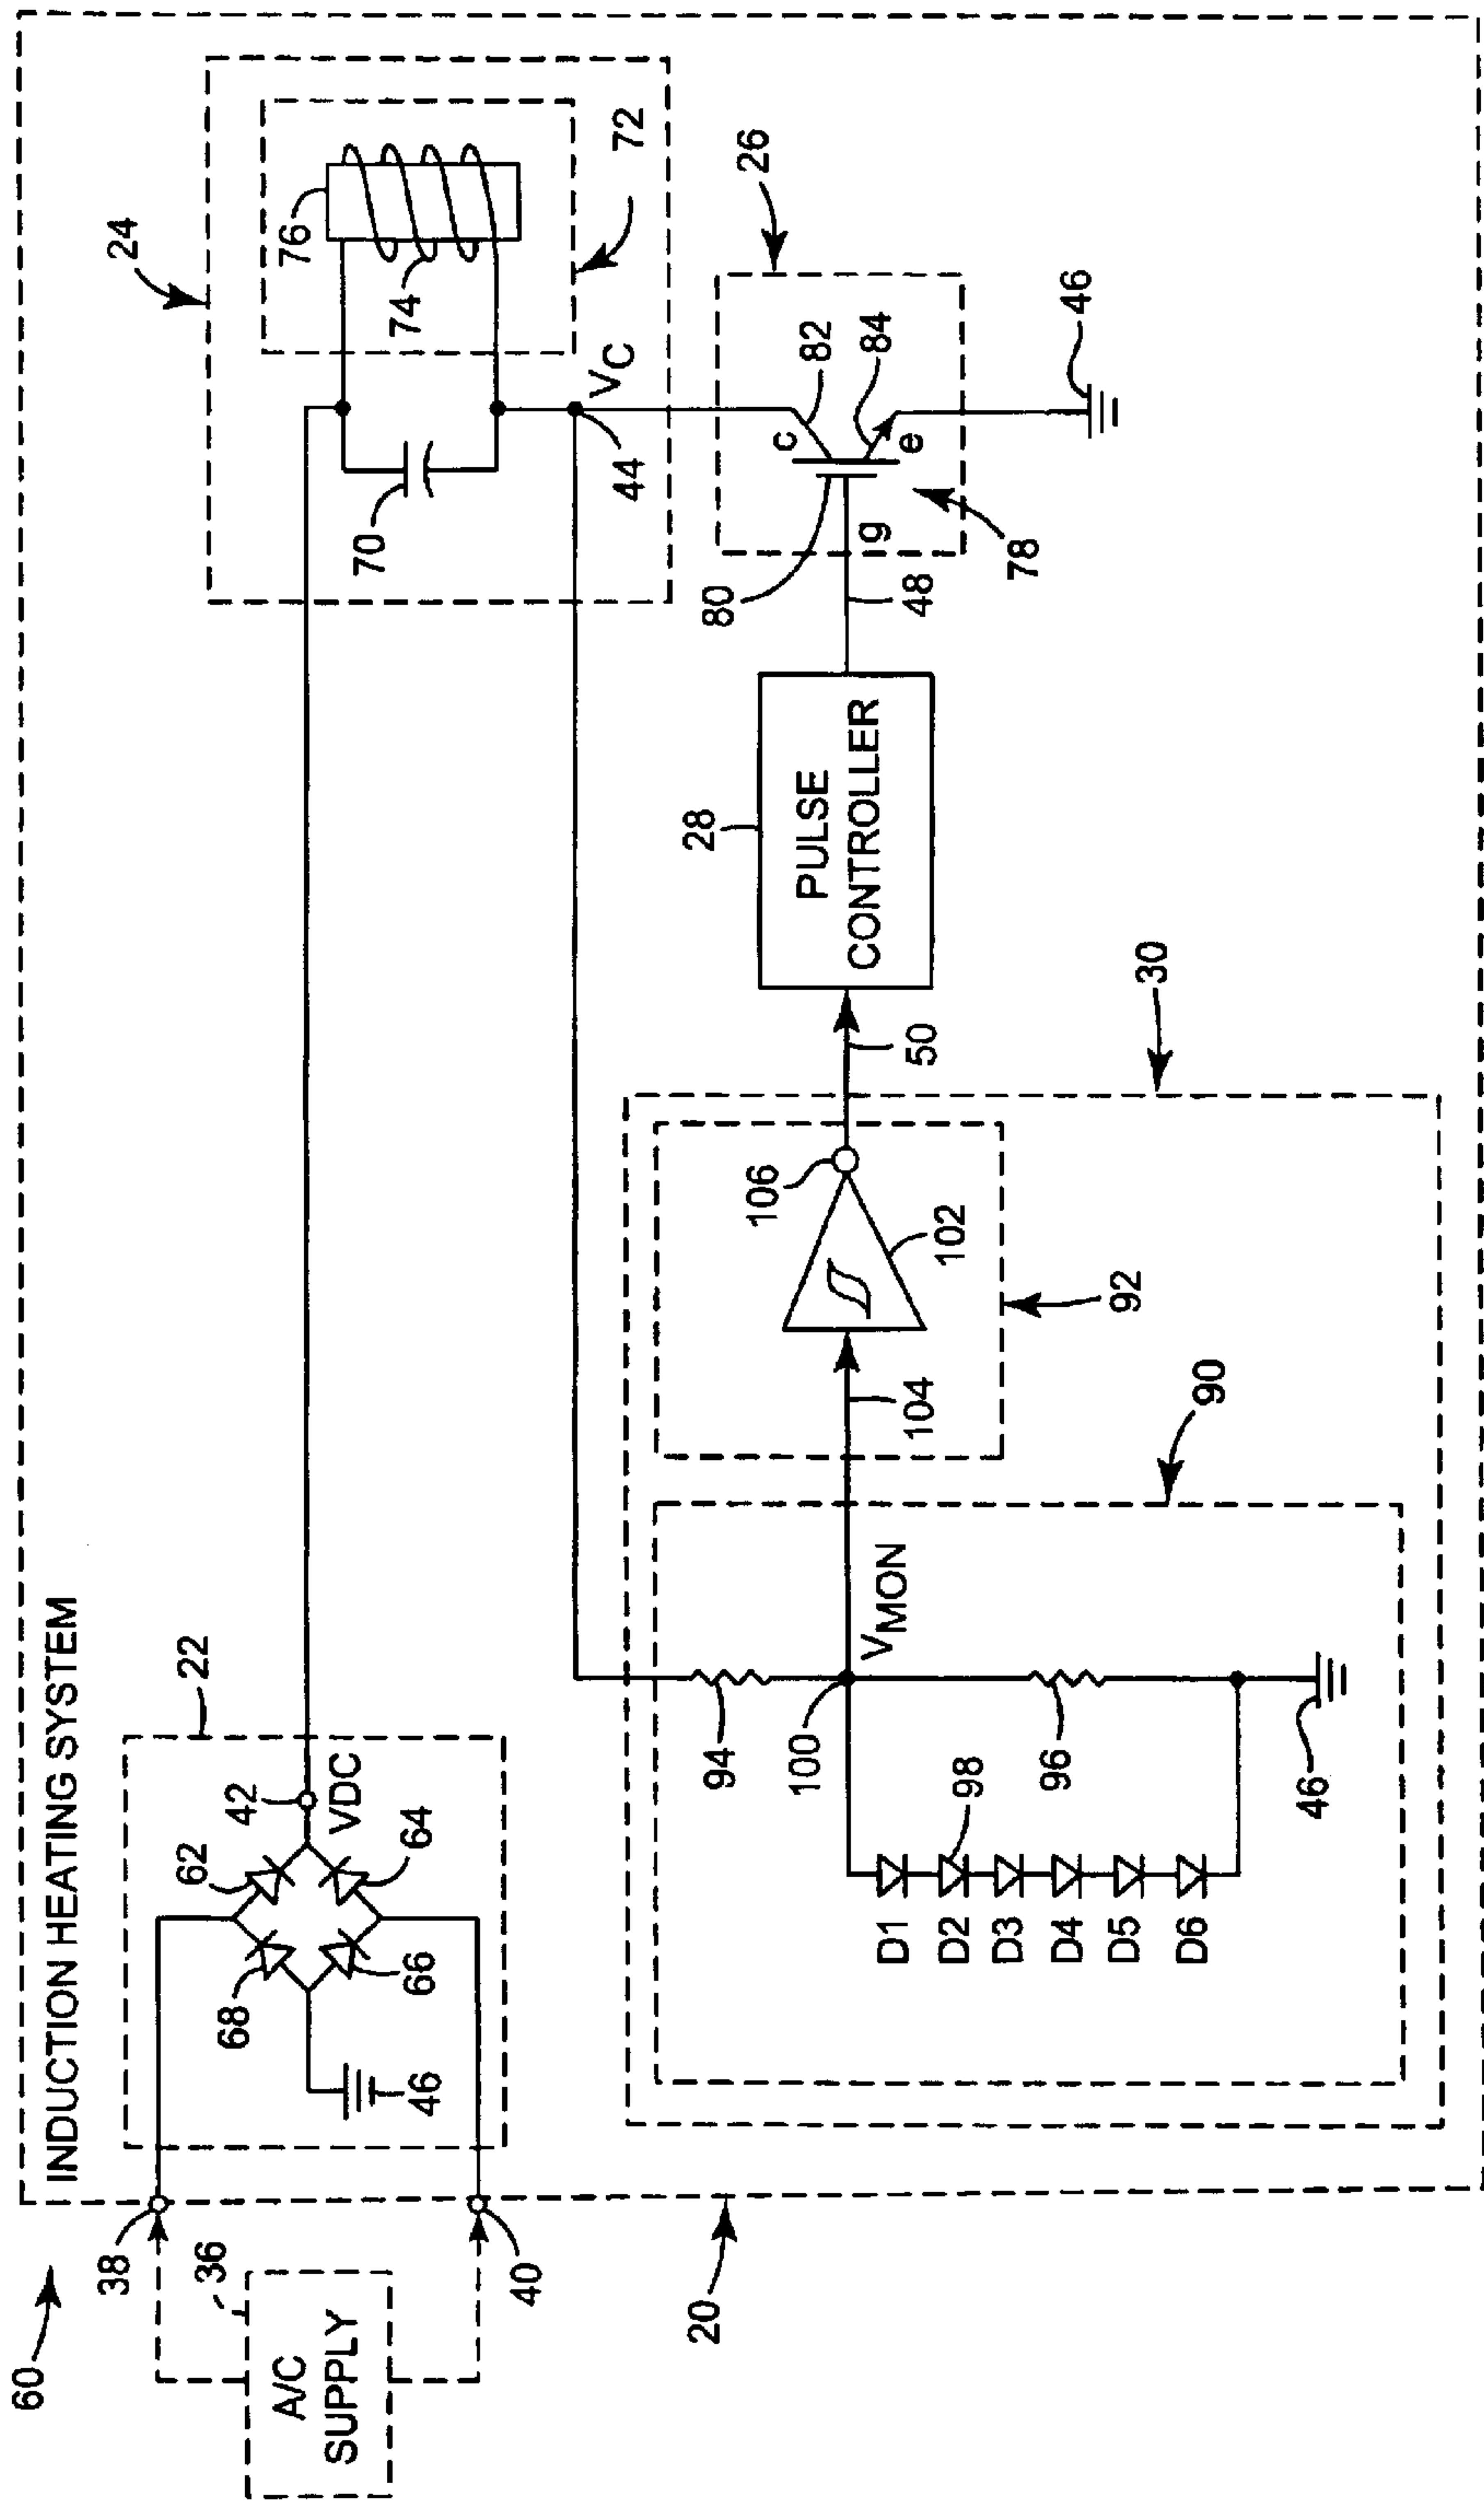 60
INDUCTION HEATING SYSTEM
24
38
22
62
42
76
36
68
VDC
70
74
72
A/C
SUPPLY
46
66
64
40
44
VC
20
94
VMON
106
28
80
26
100
PULSE
CONTROLLER
c
82
D1
D2
D3
D4
D5
D6
98
104
102
50
48
g
e
84
96
92
78
46
46
90
30